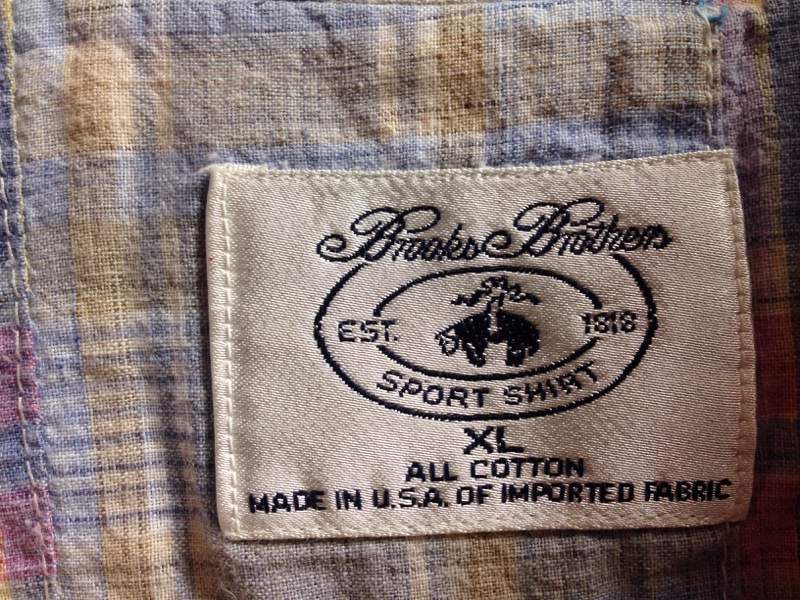 Brooks Brothers
EST. 1818
SPORT SHIRT
XL
ALL COTTON
MADE IN U.S.A. OF IMPORTED FABRIC